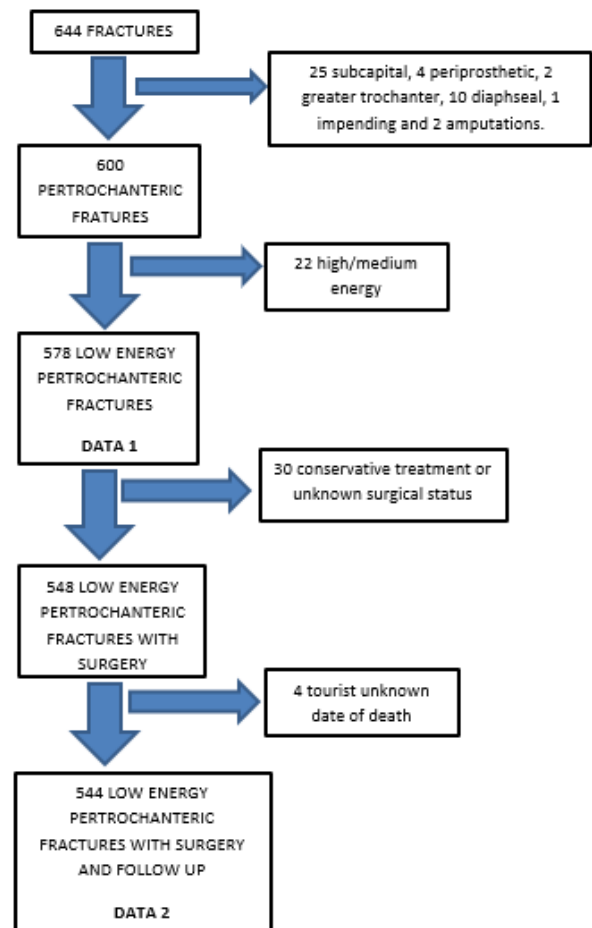 644 FRACTURES
25 subcapital, 4 periprosthetic, 2
greater trochanter, 10 diaphseal, 1
impending and 2 amputations.
600
PERTROCHANTERIC
FRATURES
22 high/medium
energy
578 LOW ENERGY
PERTROCHANTERIC
FRACTURES
DATA 1
30 conservative treatment or
unknown surgical status
548 LOW ENERGY
PERTROCHANTERIC
FRACTURES WITH
SURGERY
4 tourist unknown
date of death
544 LOW ENERGY
PERTROCHANTERIC
FRACTURES WITH SURGERY
AND FOLLOW UP
DATA 2